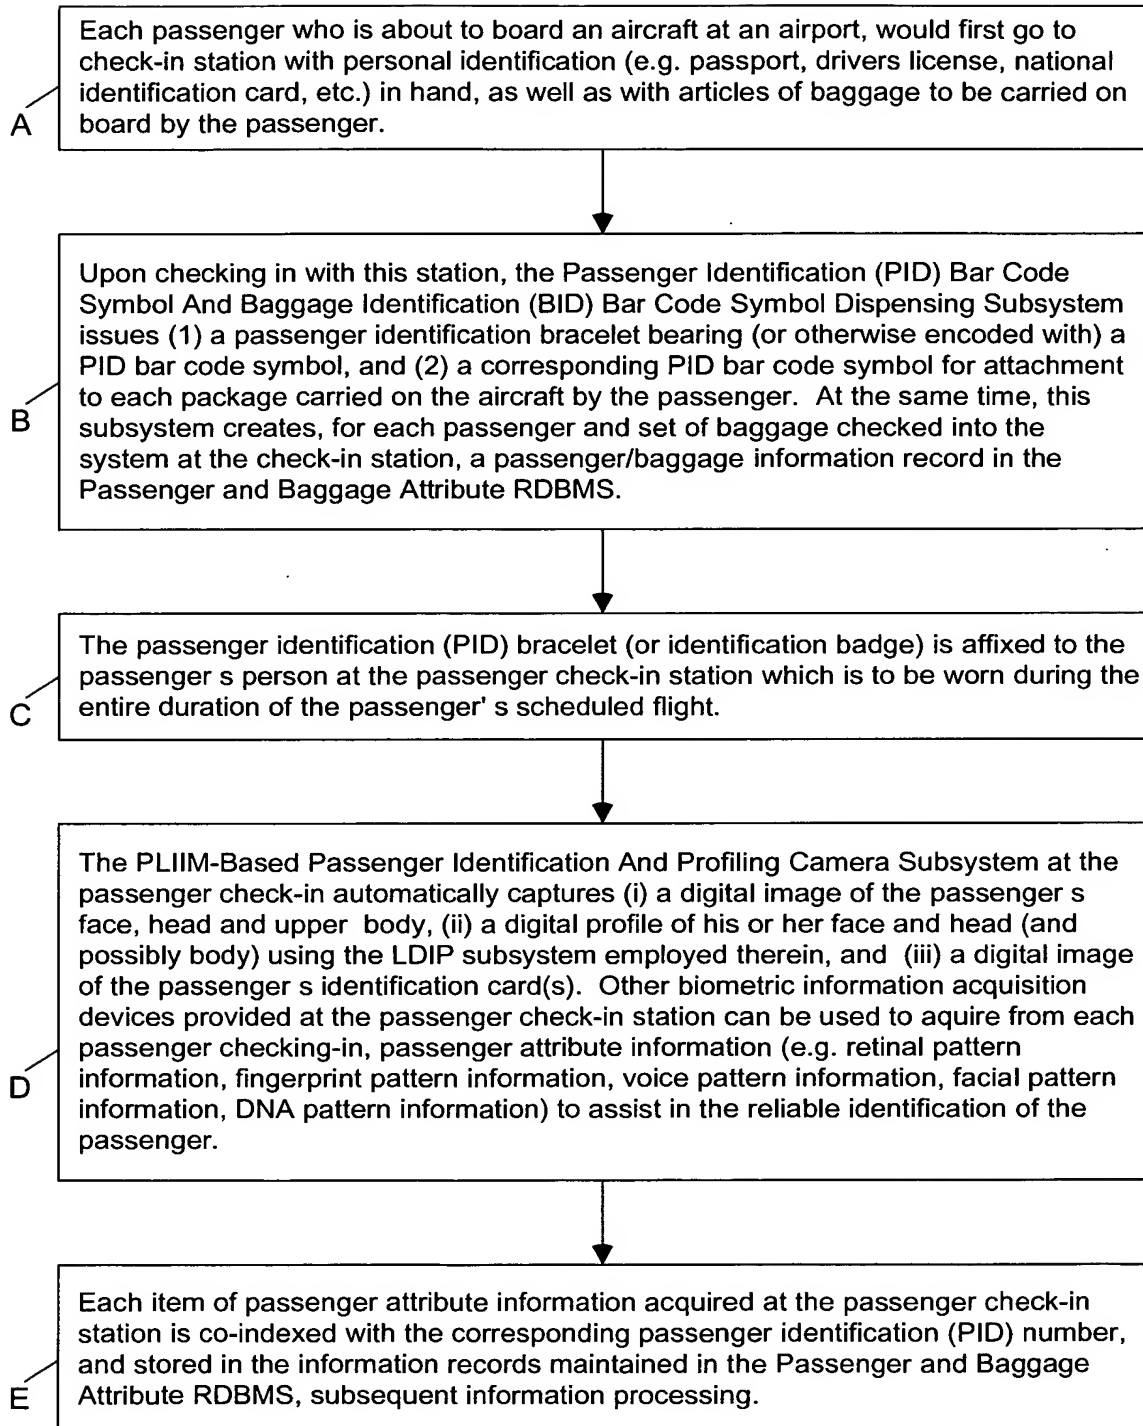 Each passenger who is about to board an aircraft at an airport, would first go to
check-in station with personal identification (e.g. passport, drivers license, national
identification card, etc.) in hand, as well as with articles of baggage to be carried on
board by the passenger.
A
Upon checking in with this station, the Passenger Identification (PID) Bar Code
Symbol And Baggage Identification (BID) Bar Code Symbol Dispensing Subsystem
issues (1) a passenger identification bracelet bearing (or otherwise encoded with) a
PID bar code symbol, and (2) a corresponding PID bar code symbol for attachment
to each package carried on the aircraft by the passenger. At the same time, this
subsystem creates, for each passenger and set of baggage checked into the
system at the check-in station, a passenger/baggage information record in the
Passenger and Baggage Attribute RDBMS.
B
The passenger identification (PID) bracelet (or identification badge) is affixed to the
passenger s person at the passenger check-in station which is to be worn during the
entire duration of the passenger' s scheduled flight.
C
The PLIIM-Based Passenger Identification And Profiling Camera Subsystem at the
passenger check-in automatically captures (i) a digital image of the passenger s
face, head and upper body, (ii) a digital profile of his or her face and head (and
possibly body) using the LDIP subsystem employed therein, and (iii) a digital image
of the passenger s identification card(s). Other biometric information acquisition
devices provided at the passenger check-in station can be used to aquire from each
passenger checking-in, passenger attribute information (e.g. retinal pattern
information, fingerprint pattern information, voice pattern information, facial pattern
information, DNA pattern information) to assist in the reliable identification of the
passenger.
D
Each item of passenger attribute information acquired at the passenger check-in
station is co-indexed with the corresponding passenger identification (PID) number,
and stored in the information records maintained in the Passenger and Baggage
Attribute RDBMS, subsequent information processing.
E